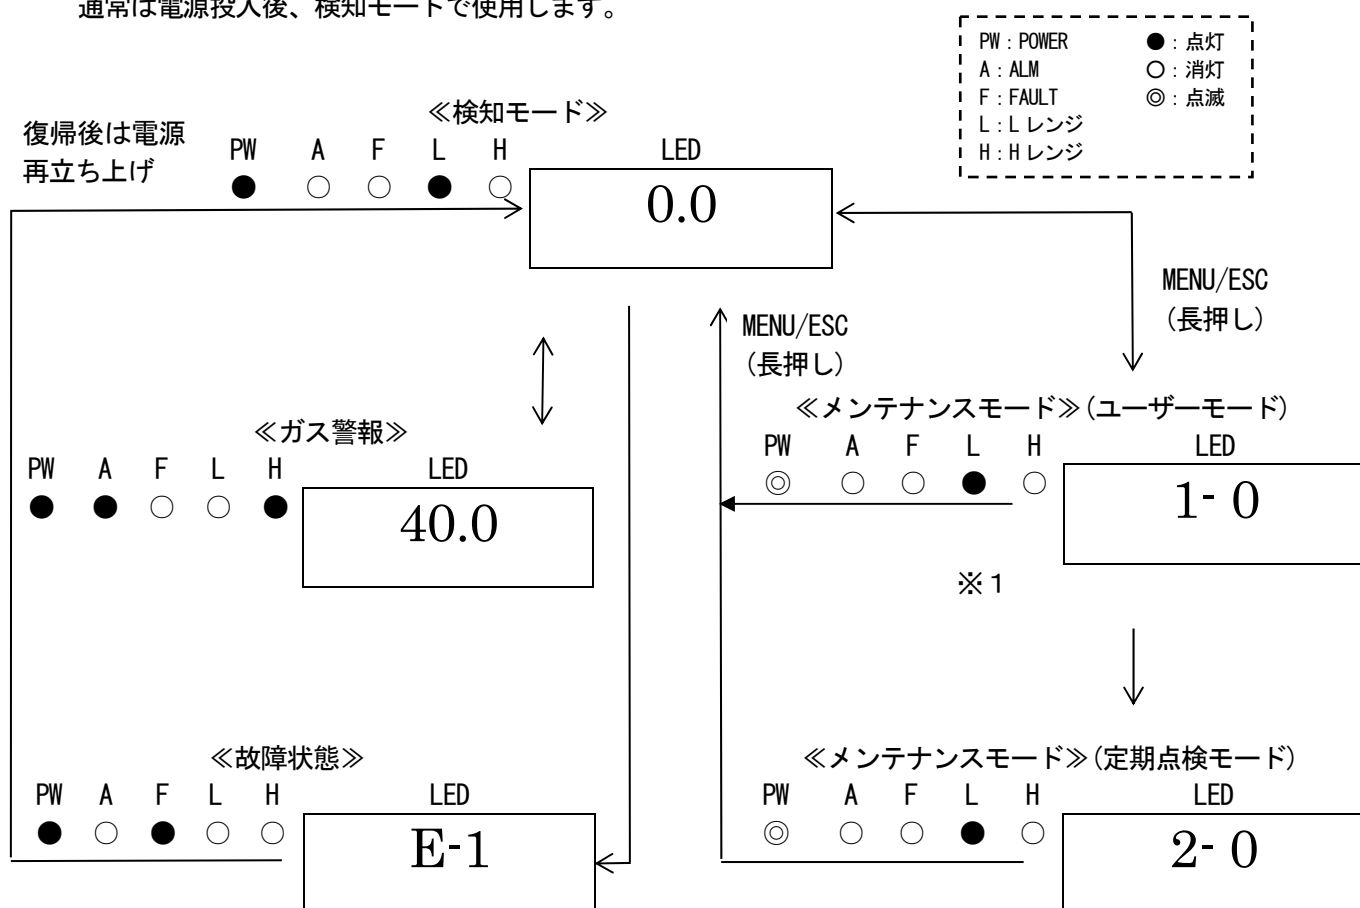 通常は電源投入後、検知モードで使用します。
PW：POWER ●：点灯
A：ALM ○：消灯
F：FAULT ◎：点滅
L：Lレンジ
H：Hレンジ
≪検知モード≫
復帰後は電源
再立ち上げ
PW A F L H LED
● ○ ○ ● ○
0.0
MENU/ESC
(長押し)
MENU/ESC
(長押し)
≪ガス警報≫
PW A F L H LED
● ● ○ ○ ●
40.0
≪メンテナンスモード≫(ユーザーモード)
PW A F L H LED
◎ ○ ○ ● ○
1- 0
※１
≪故障状態≫
PW A F L H LED
● ○ ● ○ ○
E-1
≪メンテナンスモード≫(定期点検モード)
PW A F L H LED
◎ ○ ○ ● ○
2- 0